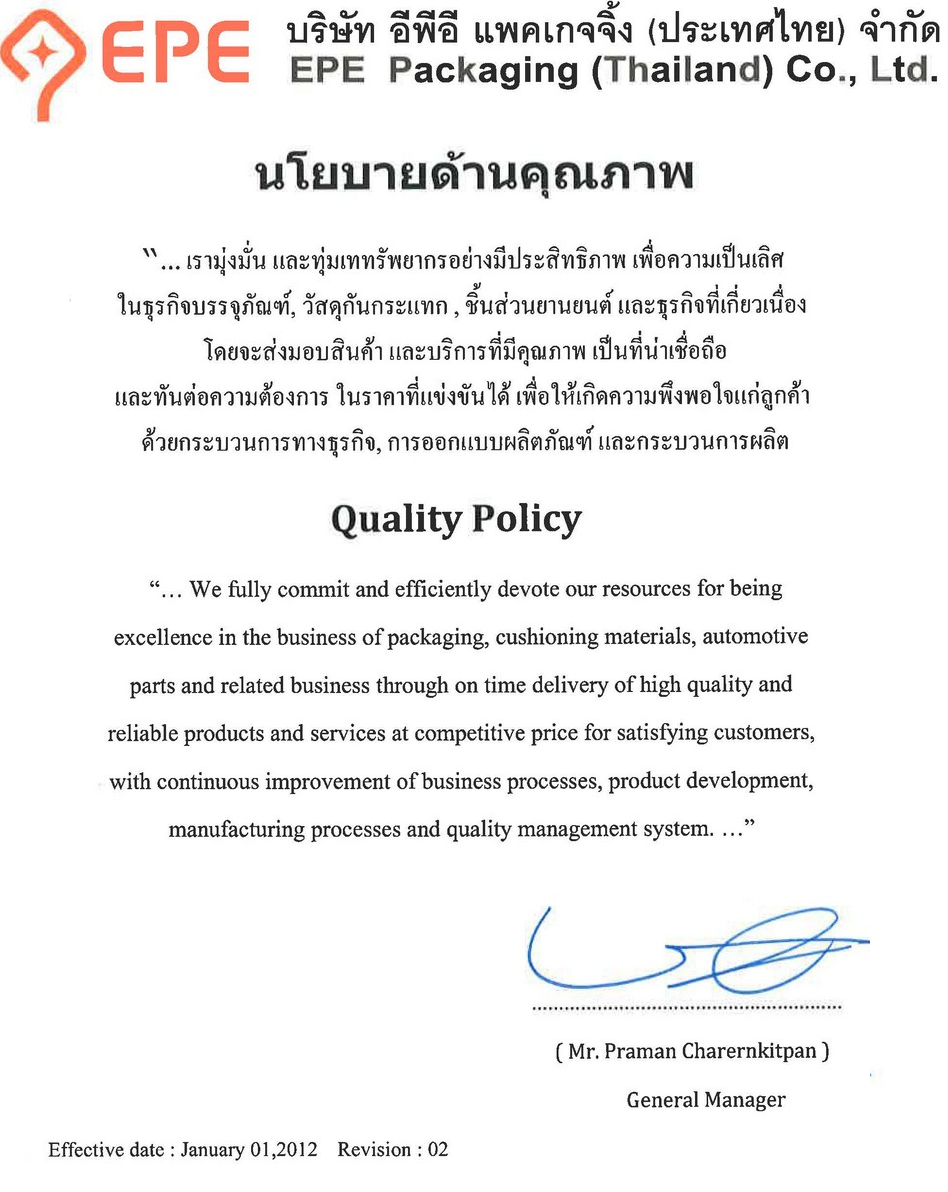 EPE
บริษัท อีพีอี แพคเกจจิ้ง (ประเทศไทย) จำกัด
EPE Packaging (Thailand) Co., Ltd.
นโยบายด้านคุณภาพ
“... เรามุ่งมั่น และทุ่มเททรัพยากรอย่างมีประสิทธิภาพ เพื่อความเป็นเลิศ
ในธุรกิจบรรจุภัณฑ์, วัสดุกันกระแทก , ชิ้นส่วนยานยนต์ และธุรกิจที่เกี่ยวเนื่อง
โดยจะส่งมอบสินค้า และบริการที่มีคุณภาพ เป็นที่น่าเชื่อถือ
และทันต่อความต้องการ ในราคาที่แข่งขันได้ เพื่อให้เกิดความพึงพอใจแก่ลูกค้า
ด้วยกระบวนการทางธุรกิจ, การออกแบบผลิตภัณฑ์ และกระบวนการผลิต
Quality Policy
“... We fully commit and efficiently devote our resources for being
excellence in the business of packaging, cushioning materials, automotive
parts and related business through on time delivery of high quality and
reliable products and services at competitive price for satisfying customers,
with continuous improvement of business processes, product development,
manufacturing processes and quality management system. ...”
( Mr. Praman Charernkitpan )
General Manager
Effective date : January 01,2012 Revision : 02